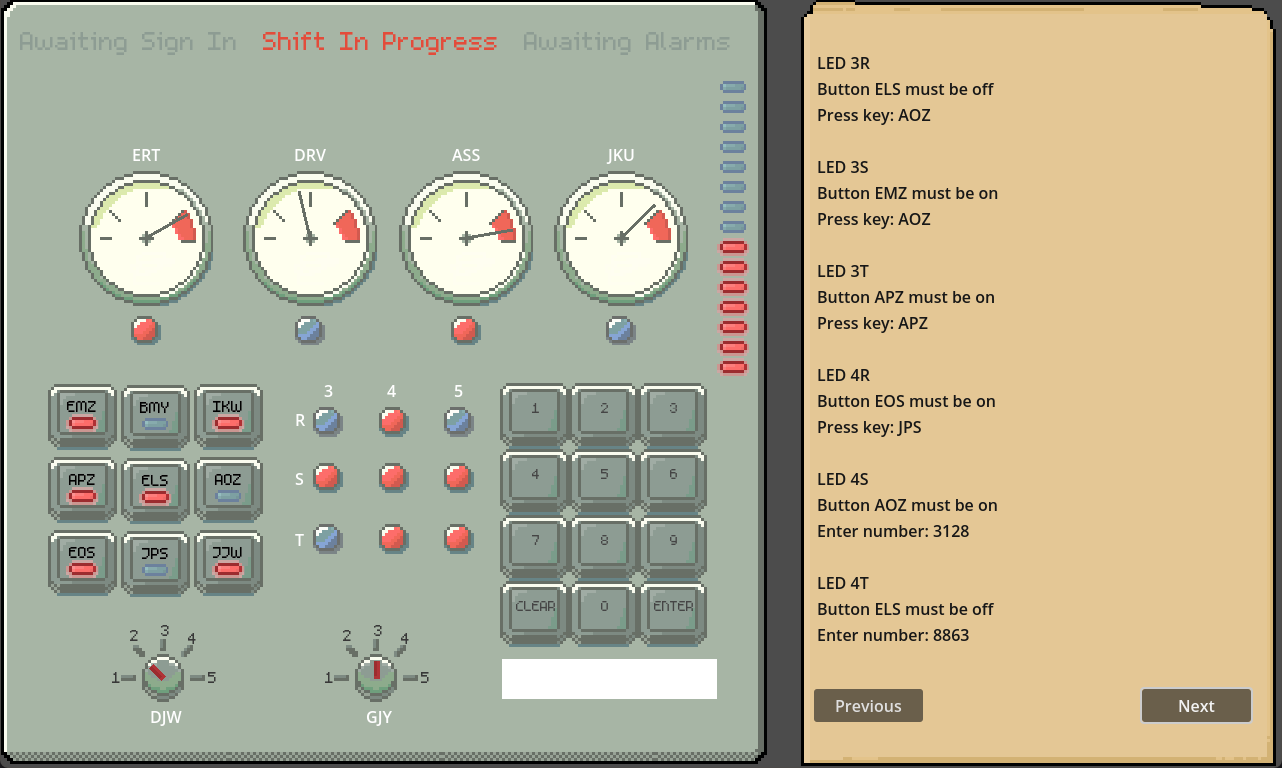 Awaiting Sign In Shift In Progress Awaiting Alarms
ERT DRV ASS JKU
EMZ BMY IKW
APZ ELS AOZ
EOS JPS JJW
3 4 5
R
S
T
1 2 3
4 5 6
7 8 9
CLEAR 0 ENTER
1 2 3 4 5
DJW
1 2 3 4 5
GJY
LED 3R
Button ELS must be off
Press key: AOZ
LED 3S
Button EMZ must be on
Press key: AOZ
LED 3T
Button APZ must be on
Press key: APZ
LED 4R
Button EOS must be on
Press key: JPS
LED 4S
Button AOZ must be on
Enter number: 3128
LED 4T
Button ELS must be off
Enter number: 8863
Previous Next